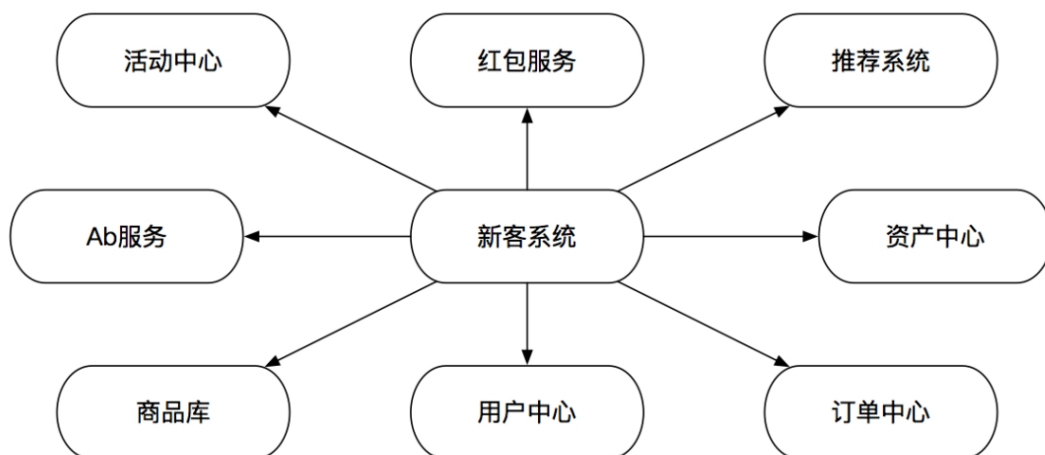 活动中心
红包服务
推荐系统
Ab服务
新客系统
资产中心
商品库
用户中心
订单中心